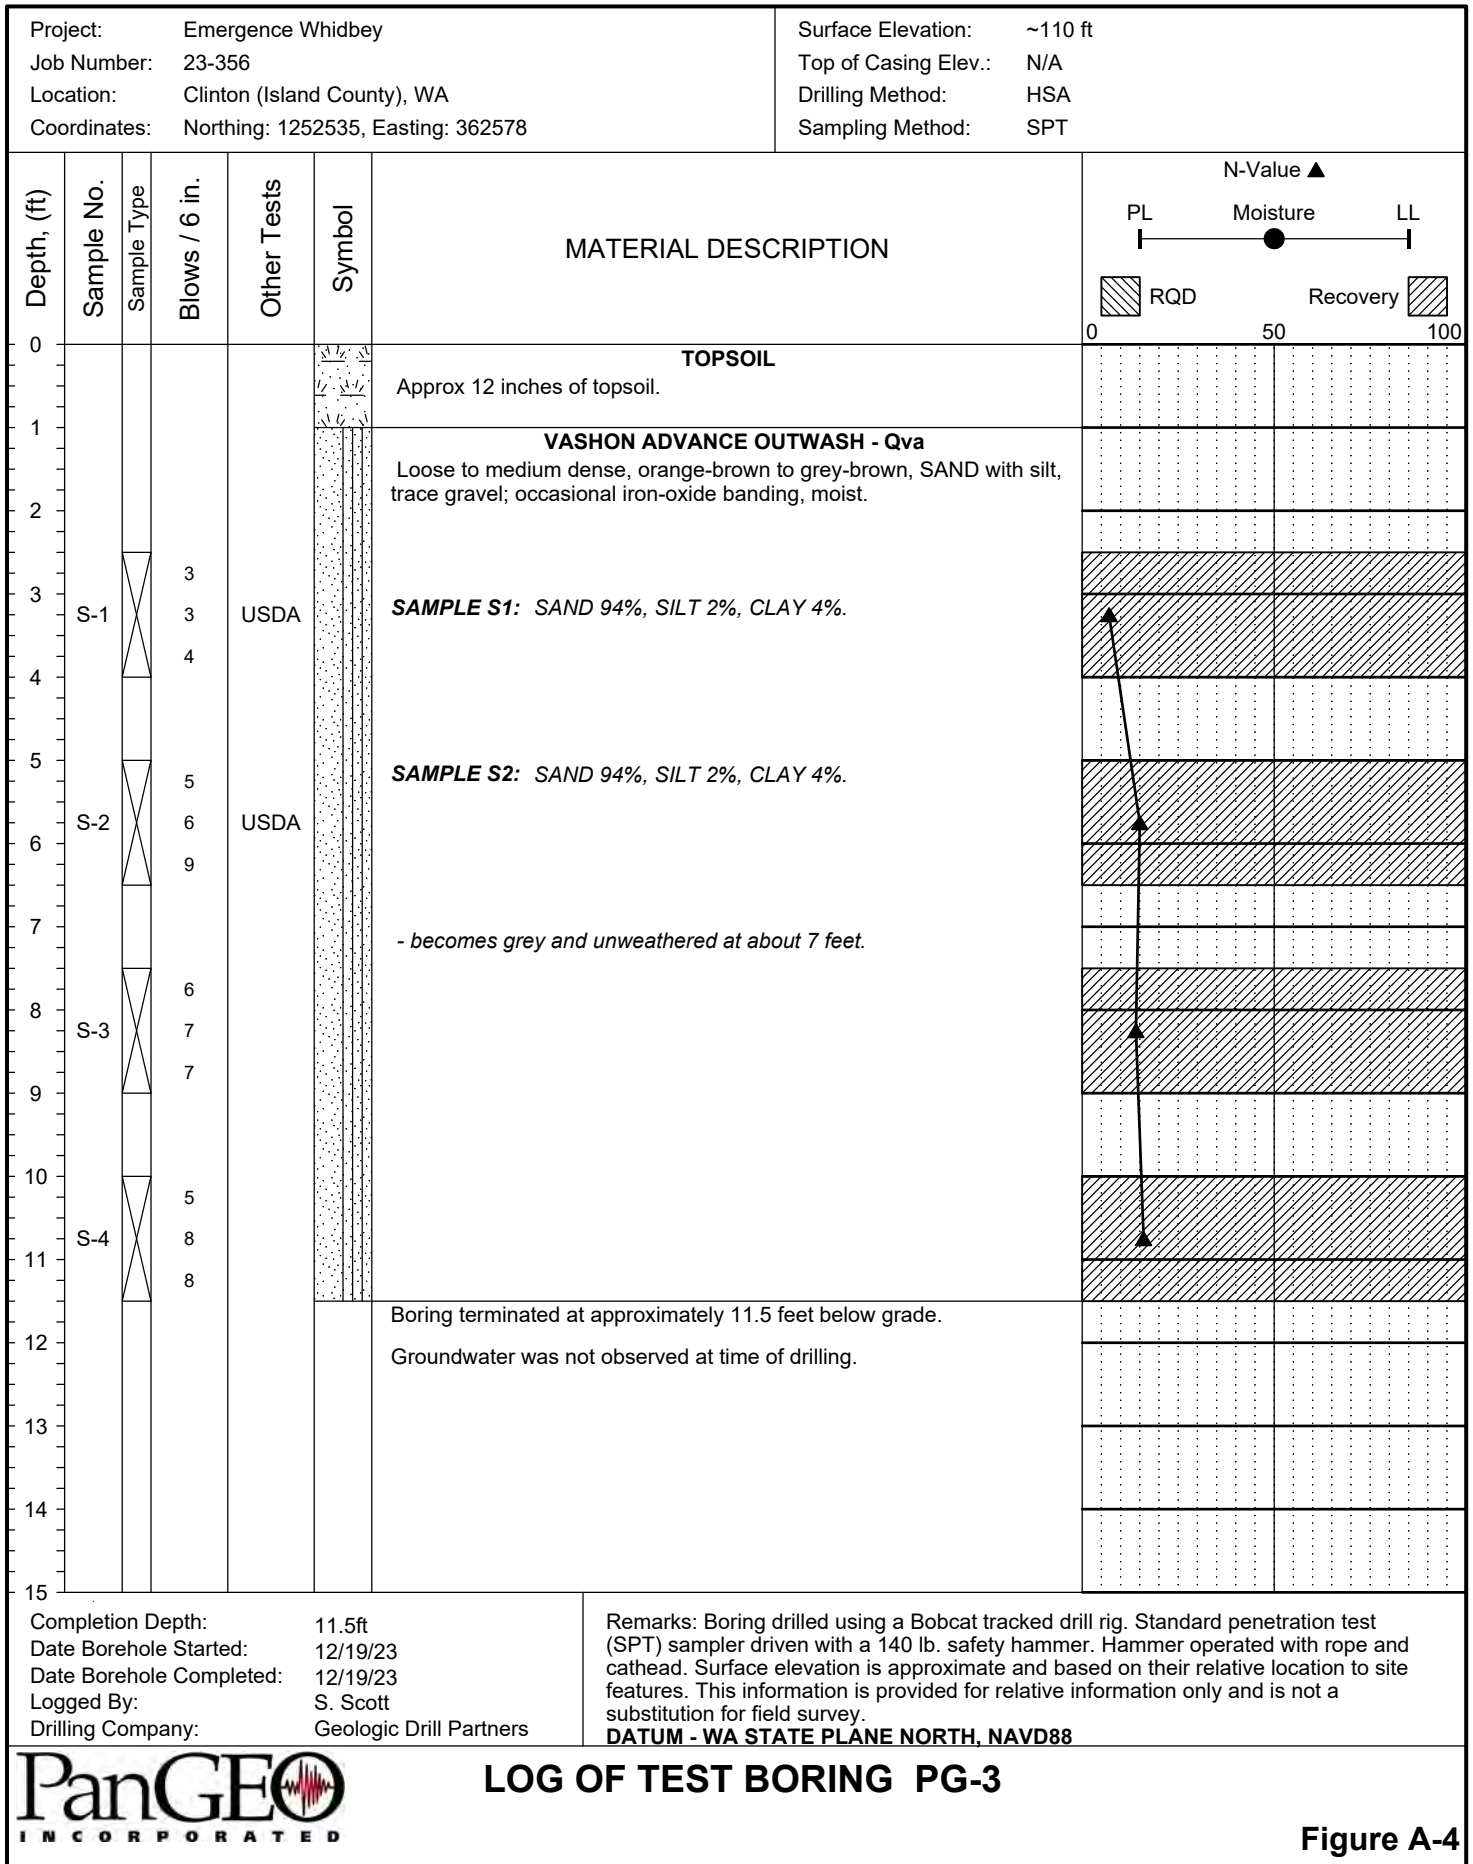 Project: Emergence Whidbey
Job Number: 23-356
Location: Clinton (Island County), WA
Coordinates: Northing: 1252535, Easting: 362578
Surface Elevation: ~110 ft
Top of Casing Elev.: N/A
Drilling Method: HSA
Sampling Method: SPT
Depth, (ft)
Sample No.
Sample Type
Blows / 6 in.
Other Tests
Symbol
MATERIAL DESCRIPTION
N-Value ▲
PL Moisture LL
RQD Recovery
0 50 100
0
TOPSOIL
Approx 12 inches of topsoil.
1
VASHON ADVANCE OUTWASH - Qva
Loose to medium dense, orange-brown to grey-brown, SAND with silt,
trace gravel; occasional iron-oxide banding, moist.
2
3
3
S-1 3 USDA SAMPLE S1: SAND 94%, SILT 2%, CLAY 4%.
4
4
5
5 SAMPLE S2: SAND 94%, SILT 2%, CLAY 4%.
S-2 6 USDA
6
9
7
- becomes grey and unweathered at about 7 feet.
6
8
S-3 7
7
9
10
5
S-4 8
11
8
Boring terminated at approximately 11.5 feet below grade.
12
Groundwater was not observed at time of drilling.
13
14
15
Completion Depth: 11.5ft
Date Borehole Started: 12/19/23
Date Borehole Completed: 12/19/23
Logged By: S. Scott
Drilling Company: Geologic Drill Partners
Remarks: Boring drilled using a Bobcat tracked drill rig. Standard penetration test
(SPT) sampler driven with a 140 lb. safety hammer. Hammer operated with rope and
cathead. Surface elevation is approximate and based on their relative location to site
features. This information is provided for relative information only and is not a
substitution for field survey.
DATUM - WA STATE PLANE NORTH, NAVD88
PanGEO
INCORPORATED
LOG OF TEST BORING PG-3
Figure A-4